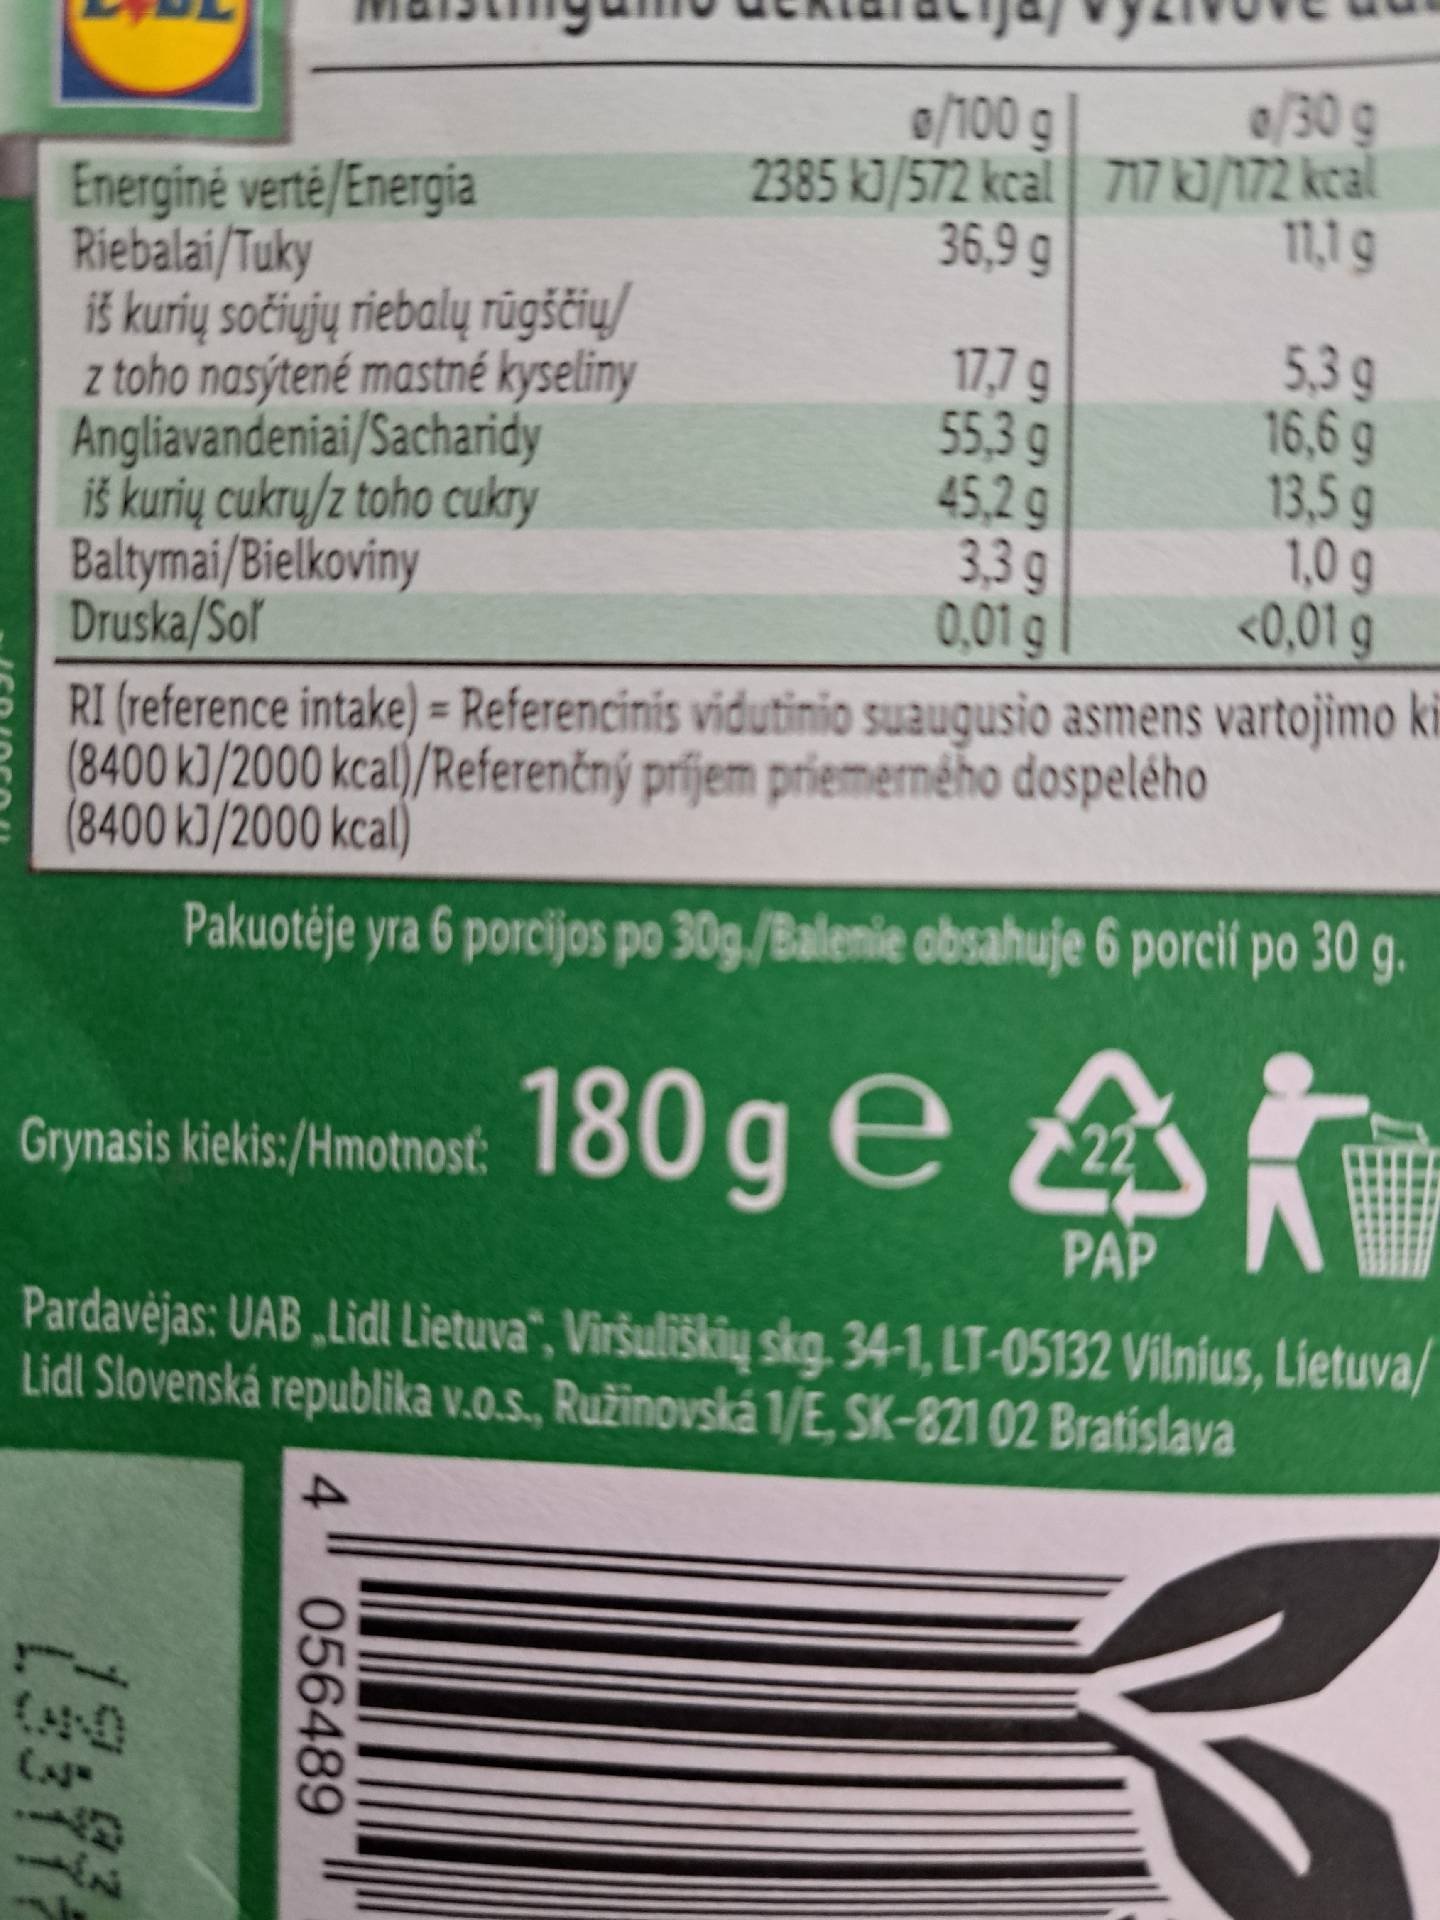 ø/100 g ø/30 g
Energinė vertė/Energia 2385 kJ/572 kcal 717 kJ/172 kcal
Riebalai/Tuky 36,9 g 11,1 g
iš kurių sočiųjų riebalų rūgščių/
z toho nasýtené mastné kyseliny 17,7 g 5,3 g
Angliavandeniai/Sacharidy 55,3 g 16,6 g
iš kurių cukrų/z toho cukry 45,2 g 13,5 g
Baltymai/Bielkoviny 3,3 g 1,0 g
Druska/Soľ 0,01 g <0,01 g
RI (reference intake) = Referencinis vidutinio suaugusio asmens vartojimo
(8400 kJ/2000 kcal)/Referenčný príjem priemerného dospelého
(8400 kJ/2000 kcal)
Pakuotėje yra 6 porcijos po 30g./Balenie obsahuje 6 porcií po 30 g.
Grynasis kiekis:/Hmotnosť: 180 g e
22
PAP
Pardavėjas: UAB „Lidl Lietuva“, Viršuliškių skg. 34-1, LT-05132 Vilnius, Lietuva/
Lidl Slovenská republika v.o.s., Ružinovská 1/E, SK-821 02 Bratislava
4 056489